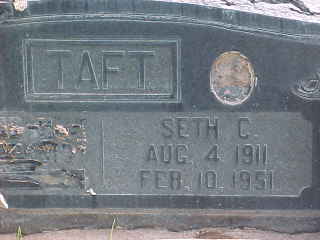 TAFT
SETH C.
AUG. 4 1911
FEB. 10. 1951